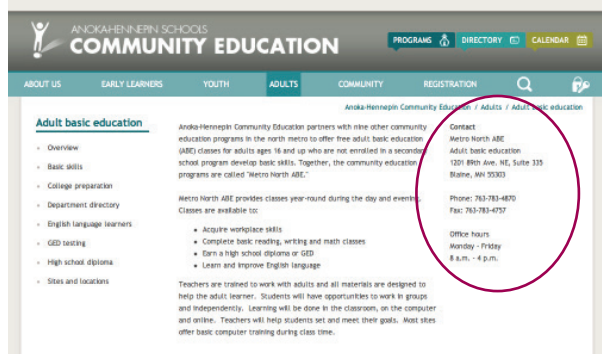 ANOKA-HENNEPIN SCHOOLS
COMMUNITY EDUCATION
PROGRAMS
DIRECTORY
CALENDAR
ABOUT US
EARLY LEARNERS
YOUTH
ADULTS
COMMUNITY
REGISTRATION
Anoka-Hennepin Community Education / Adults / Adult basic education
Adult basic education
Overview
Basic skills
College preparation
Department directory
English language learners
GED testing
High school diploma
Sites and locations
Anoka-Hennepin Community Education partners with nine other community
education programs in the north metro to offer free adult basic education
(ABE) classes for adults ages 16 and up who are not enrolled in a secondary
school program develop basic skills. Together, the community education
programs are called "Metro North ABE."
Metro North ABE provides classes year-round during the day and evening.
Classes are available to:
Acquire workplace skills
Complete basic reading, writing and math classes
Earn a high school diploma or GED
Learn and improve English language
Teachers are trained to work with adults and all materials are designed to
help the adult learner. Students will have opportunities to work in groups
and independently. Learning will be done in the classroom, on the computer
and online. Teachers will help students set and meet their goals. Most sites
offer basic computer training during class time.
Contact
Metro North ABE
Adult basic education
1201 89th Ave. NE, Suite 335
Blaine, MN 55303
Phone: 763-783-4870
Fax: 763-783-4757
Office hours
Monday - Friday
8 a.m. - 4 p.m.